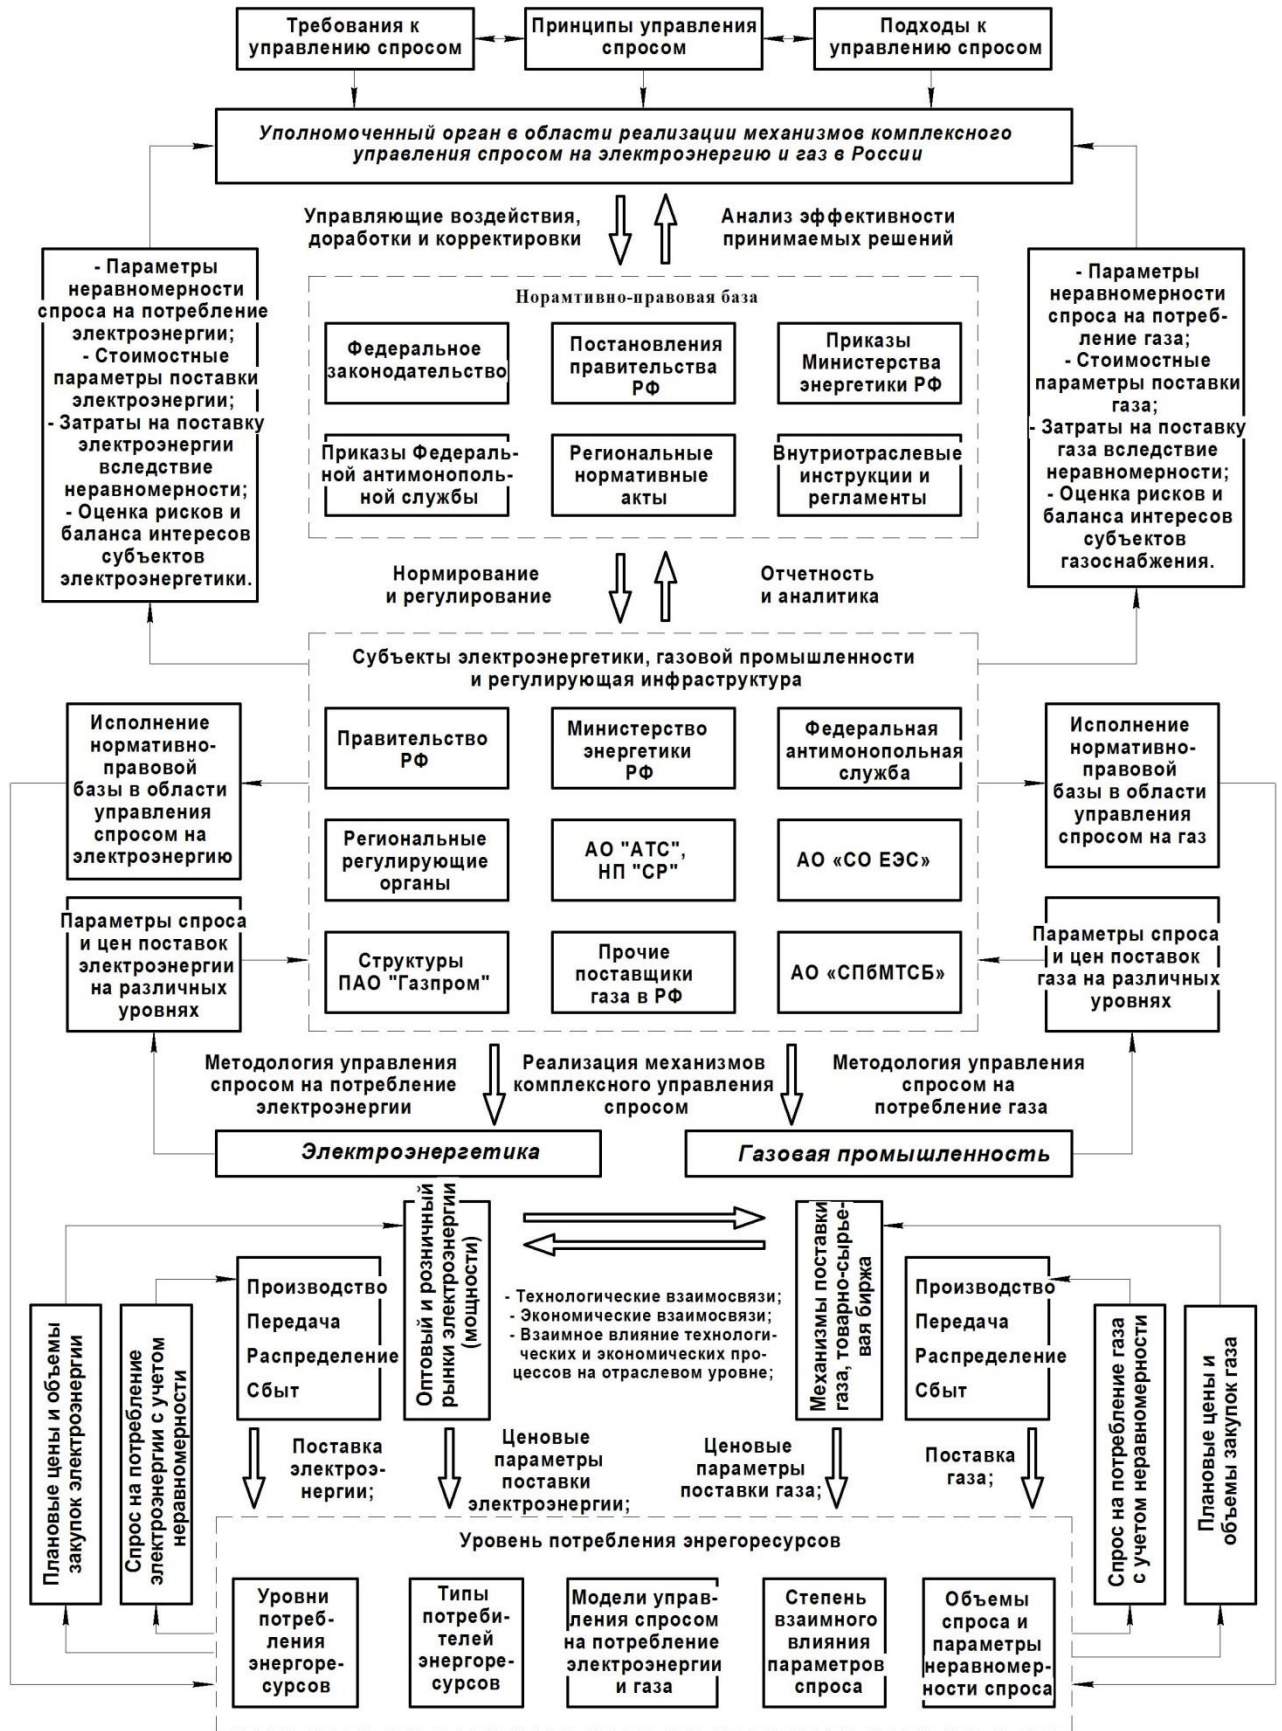 Требования к
управлению спросом
Принципы управления
спросом
Подходы к
управлению спросом
Уполномоченный орган в области реализации механизмов комплексного
управления спросом на электроэнергию и газ в России
Управляющие воздействия,
доработки и корректировки
Анализ эффективности
принимаемых решений
- Параметры
неравномерности
спроса на потребление
электроэнергии;
- Стоимостные
параметры поставки
электроэнергии;
- Затраты на поставку
электроэнергии
вследствие
неравномерности;
- Оценка рисков и
баланса интересов
субъектов
электроэнергетики.
Норамтивно-правовая база
Федеральное
законодательство
Постановления
правительства
РФ
Приказы
Министерства
энергетики РФ
Приказы Федераль-
ной антимонополь-
ной службы
Региональные
нормативные
акты
Внутриотраслевые
инструкции и
регламенты
- Параметры
неравномерности
спроса на потреб-
ление газа;
- Стоимостные
параметры поставки
газа;
- Затраты на поставку
газа вследствие
неравномерности;
- Оценка рисков и
баланса интересов
субъектов
газоснабжения.
Нормирование
и регулирование
Отчетность
и аналитика
Субъекты электроэнергетики, газовой промышленности
и регулирующая инфраструктура
Правительство
РФ
Министерство
энергетики
РФ
Федеральная
антимонопольная
служба
Региональные
регулирующие
органы
АО "АТС",
НП "СР"
АО «СО ЕЭС»
Структуры
ПАО "Газпром"
Прочие
поставщики
газа в РФ
АО «СПбМТСБ»
Исполнение
нормативно-
правовой
базы в области
управления
спросом на
электроэнергию
Параметры спроса
и цен поставок
электроэнергии
на различных
уровнях
Исполнение
нормативно-
правовой
базы в области
управления
спросом на газ
Параметры спроса
и цен поставок
газа на различных
уровнях
Методология управления
спросом на потребление
электроэнергии
Реализация механизмов
комплексного управления
спросом
Методология управления
спросом на
потребление газа
Электроэнергетика
Газовая промышленность
Плановые цены и объемы
закупок электроэнергии
Спрос на потребление
электроэнергии с учетом
неравномерности
Производство
Передача
Распределение
Сбыт
Оптовый и розничный
рынки электроэнергии
(мощности)
- Технологические взаимосвязи;
- Экономические взаимосвязи;
- Взаимное влияние технологи-
ческих и экономических про-
цессов на отраслевом уровне;
Механизмы поставки
газа, товарно-сырье-
вая биржа
Производство
Передача
Распределение
Сбыт
Спрос на потребление газа
с учетом неравномерности
Плановые цены и
объемы закупок газа
Поставка
электроэ-
нергии;
Ценовые
параметры
поставки
электроэнергии;
Ценовые
параметры
поставки газа;
Поставка
газа;
Уровень потребления энрегоресурсов
Уровни
потреб-
ления
энергоре-
сурсов
Типы
потреби-
телей
энергоре-
сурсов
Модели управ-
ления спросом
на потребление
электроэнергии
и газа
Степень
взаимного
влияния
параметров
спроса
Объемы
спроса и
параметры
неравномер-
ности спроса